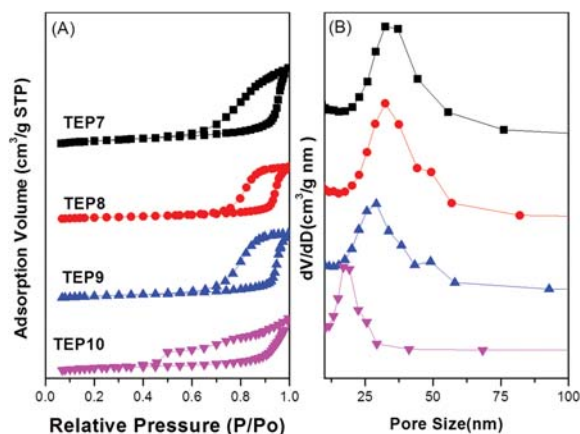 (A)
(B)
Adsorption Volume (cm³/g STP)
TEP7
TEP8
TEP9
TEP10
0.0 0.2 0.4 0.6 0.8 1.0
Relative Pressure (P/Po)
dV/dD(cm³/g nm)
25 50 75 100
Pore Size(nm)